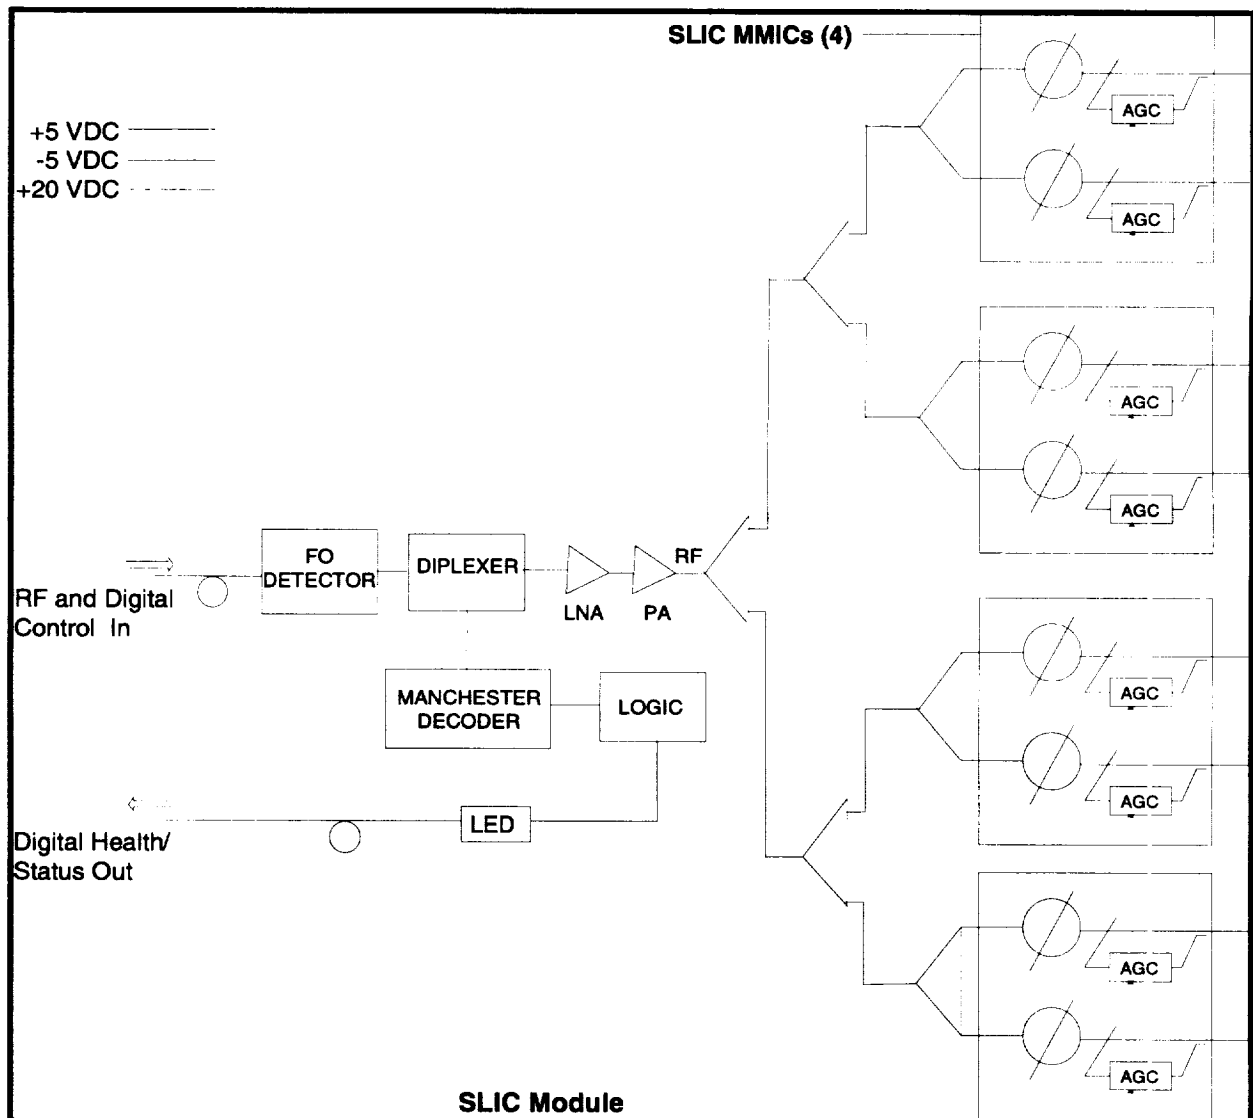 SLIC MMICs (4)
AGC
+5 VDC
-5 VDC
+20 VDC
AGC
AGC
AGC
FO
DETECTOR
DIPLEXER
RF
RF and Digital
Control In
LNA
PA
MANCHESTER
DECODER
LOGIC
AGC
AGC
LED
Digital Health/
Status Out
AGC
AGC
SLIC Module